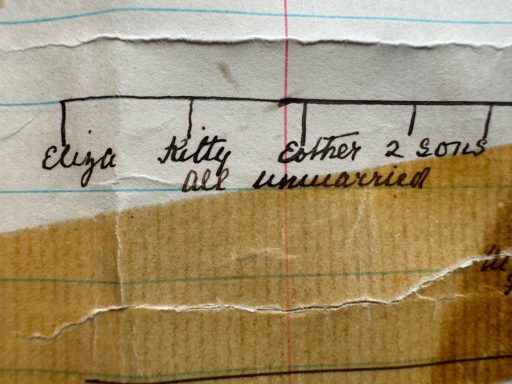 Eliza Kitty Esther 2 Sons
all unmarried